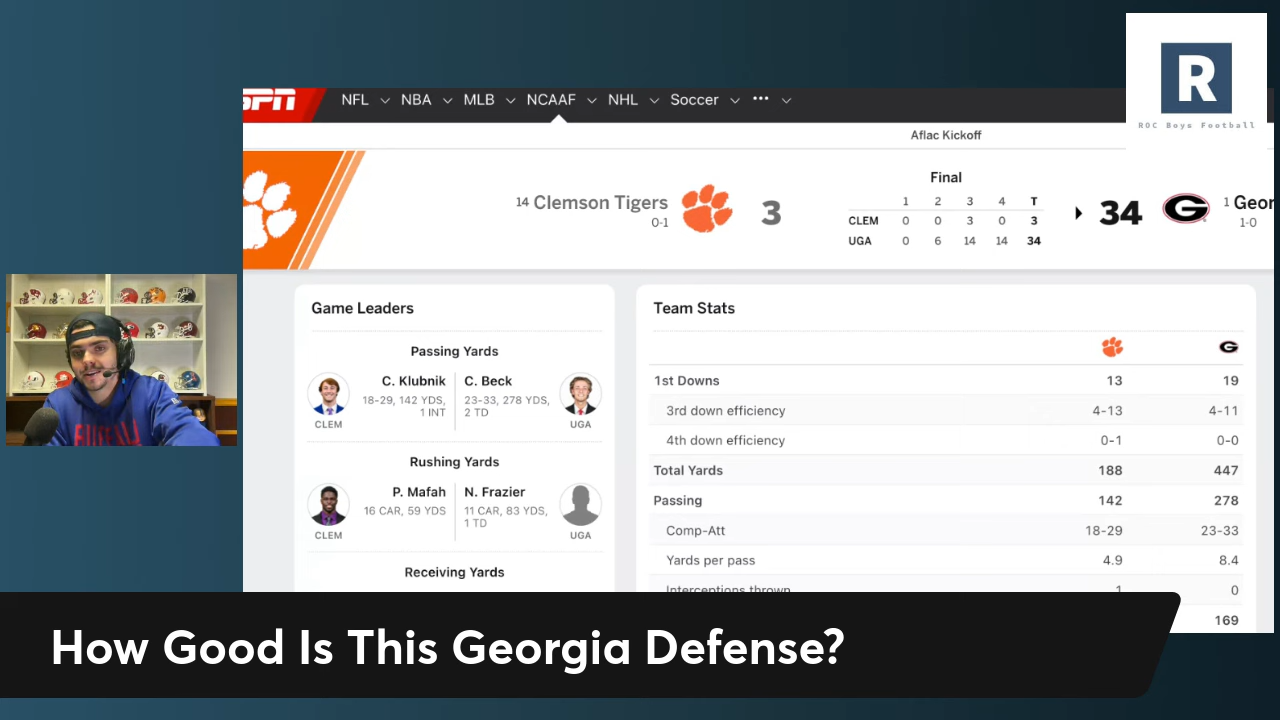 R
ROC Boys Football
NFL NBA MLB NCAAF NHL Soccer •••
Aflac Kickoff
14 Clemson Tigers
0-1
3
Final
1 2 3 4 T
CLEM 0 0 3 0 3
UGA 0 6 14 14 34
34
G
1 Geor
1-0
Game Leaders
Passing Yards
C. Klubnik
18-29, 142 YDS,
1 INT
CLEM
C. Beck
23-33, 278 YDS,
2 TD
UGA
Rushing Yards
P. Mafah
16 CAR, 59 YDS
CLEM
N. Frazier
11 CAR, 83 YDS,
1 TD
UGA
Receiving Yards
Team Stats
G
1st Downs 13 19
3rd down efficiency 4-13 4-11
4th down efficiency 0-1 0-0
Total Yards 188 447
Passing 142 278
Comp-Att 18-29 23-33
Yards per pass 4.9 8.4
Interceptions thrown 1 0
169
How Good Is This Georgia Defense?